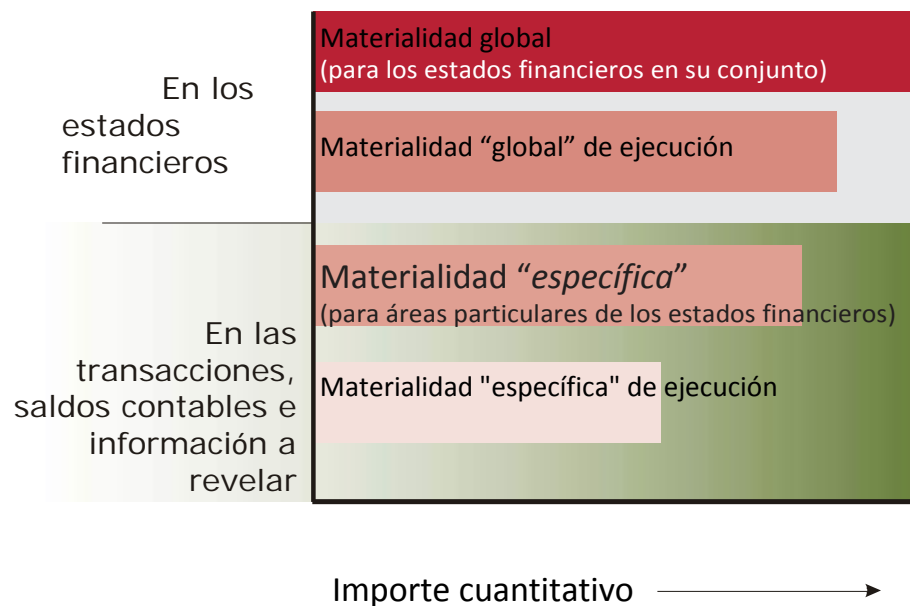 En los
estados
financieros
Materialidad global
(para los estados financieros en su conjunto)
Materialidad “global” de ejecución
En las
transacciones,
saldos contables e
información a
revelar
Materialidad “específica”
(para áreas particulares de los estados financieros)
Materialidad "específica" de ejecución
Importe cuantitativo